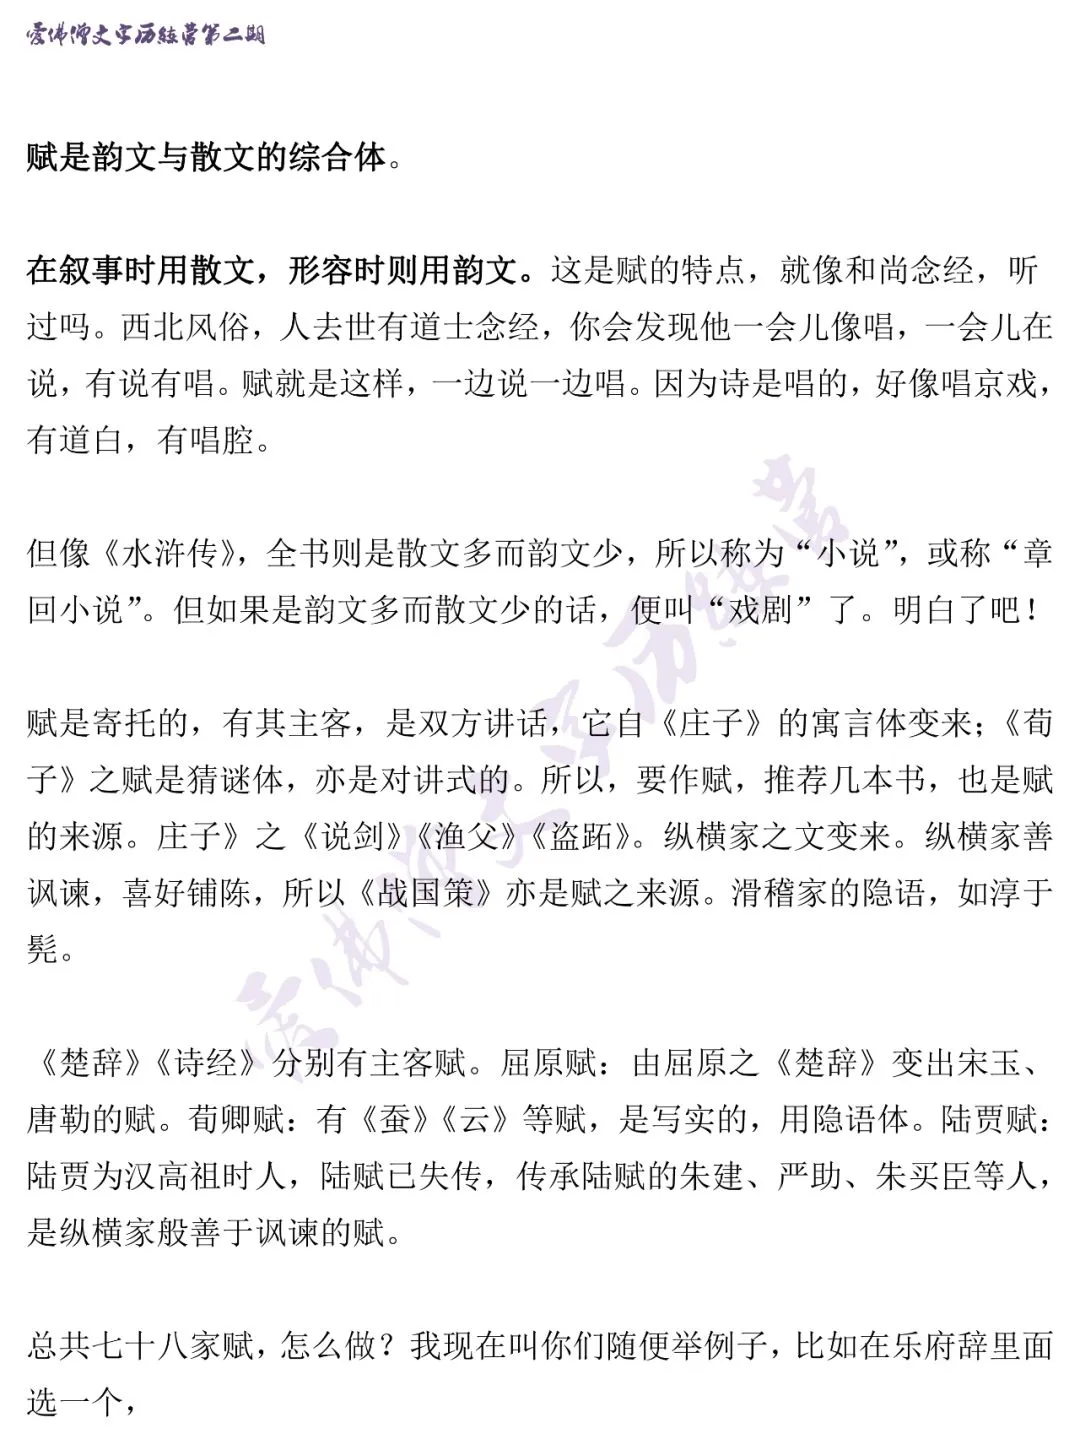 爱佛僧文字历练营第二期
赋是韵文与散文的综合体。
在叙事时用散文，形容时则用韵文。这是赋的特点，就像和尚念经，听
过吗。西北风俗，人去世有道士念经，你会发现他一会儿像唱，一会儿在
说，有说有唱。赋就是这样，一边说一边唱。因为诗是唱的，好像唱京戏，
有道白，有唱腔。
但像《水浒传》，全书则是散文多而韵文少，所以称为“小说”，或称“章
回小说”。但如果是韵文多而散文少的话，便叫“戏剧”了。明白了吧！
赋是寄托的，有其主客，是双方讲话，它自《庄子》的寓言体变来；《荀
子》之赋是猜谜体，亦是对讲式的。所以，要作赋，推荐几本书，也是赋
的来源。庄子》之《说剑》《渔父》《盗跖》。纵横家之文变来。纵横家善
讽谏，喜好铺陈，所以《战国策》亦是赋之来源。滑稽家的隐语，如淳于
髡。
《楚辞》《诗经》分别有主客赋。屈原赋：由屈原之《楚辞》变出宋玉、
唐勒的赋。荀卿赋：有《蚕》《云》等赋，是写实的，用隐语体。陆贾赋：
陆贾为汉高祖时人，陆赋已失传，传承陆赋的朱建、严助、朱买臣等人，
是纵横家般善于讽谏的赋。
总共七十八家赋，怎么做？我现在叫你们随便举例子，比如在乐府辞里面
选一个，
爱佛僧文字历练营